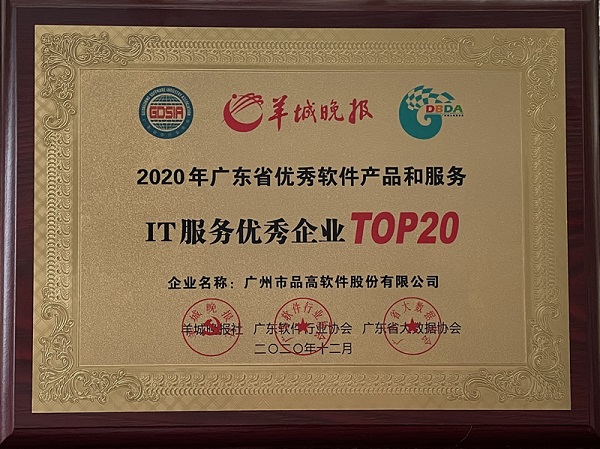 GDSIA
羊城晚报
DBDA
2020年广东省优秀软件产品和服务
IT服务优秀企业TOP20
企业名称：广州市品高软件股份有限公司
羊城晚报社 广东软件行业协会 广东省大数据协会
二〇二〇年十二月